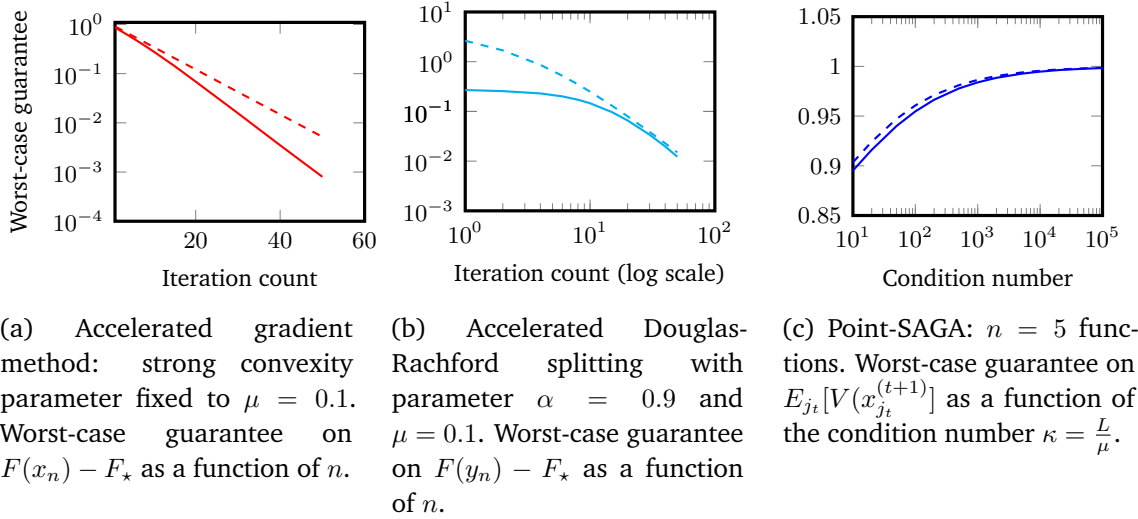 Worst-case guarantee
10^0
10^{-1}
10^{-2}
10^{-3}
10^{-4}
20
40
60
Iteration count
10^1
10^0
10^{-1}
10^{-2}
10^{-3}
10^0
10^1
10^2
Iteration count (log scale)
1.05
1
0.95
0.9
0.85
10^1
10^2
10^3
10^4
10^5
Condition number
(a) Accelerated gradient
method: strong convexity
parameter fixed to μ = 0.1.
Worst-case guarantee on
F(x_n) − F_⋆ as a function of n.
(b) Accelerated Douglas-
Rachford splitting with
parameter α = 0.9 and
μ = 0.1. Worst-case guarantee
on F(y_n) − F_⋆ as a function
of n.
(c) Point-SAGA: n = 5 func-
tions. Worst-case guarantee on
E_{j_t}[V(x_{j_t}^{(t+1)}] as a function of
the condition number κ = L/μ.